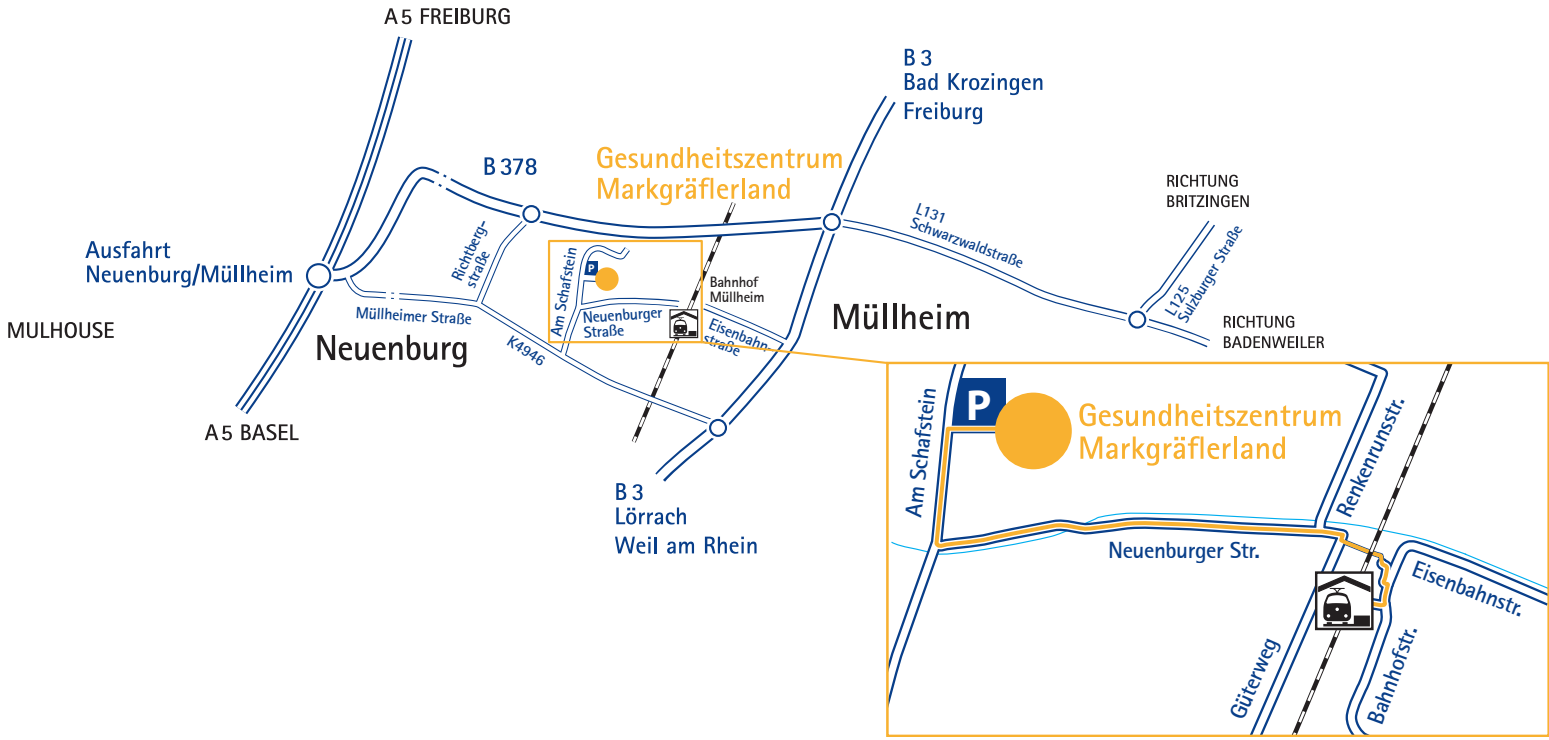 A5 FREIBURG
B 3
Bad Krozingen
Freiburg
B 378
Gesundheitszentrum
Markgräflerland
RICHTUNG
BRITZINGEN
L131
Schwarzwaldstraße
Ausfahrt
Neuenburg/Müllheim
Richtberg-
straße
Am Schafstein
P
Bahnhof
Müllheim
L125
Sulzburger Straße
Müllheimer Straße
Neuenburger
Straße
Eisenbahn-
straße
Müllheim
RICHTUNG
BADENWEILER
MULHOUSE
Neuenburg
K4946
A5 BASEL
B 3
Lörrach
Weil am Rhein
Am Schafstein
P
Gesundheitszentrum
Markgräflerland
Renkenrunsstr.
Neuenburger Str.
Eisenbahnstr.
Güterweg
Bahnhofstr.